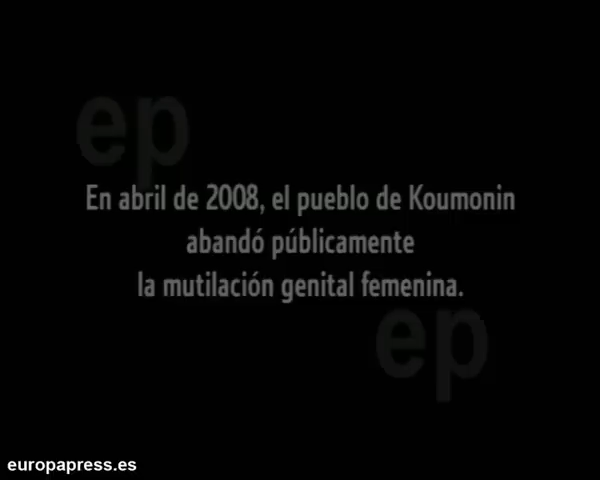 ep
En abril de 2008, el pueblo de Koumonin
abandó públicamente
la mutilación genital femenina.
ep
europapress.es